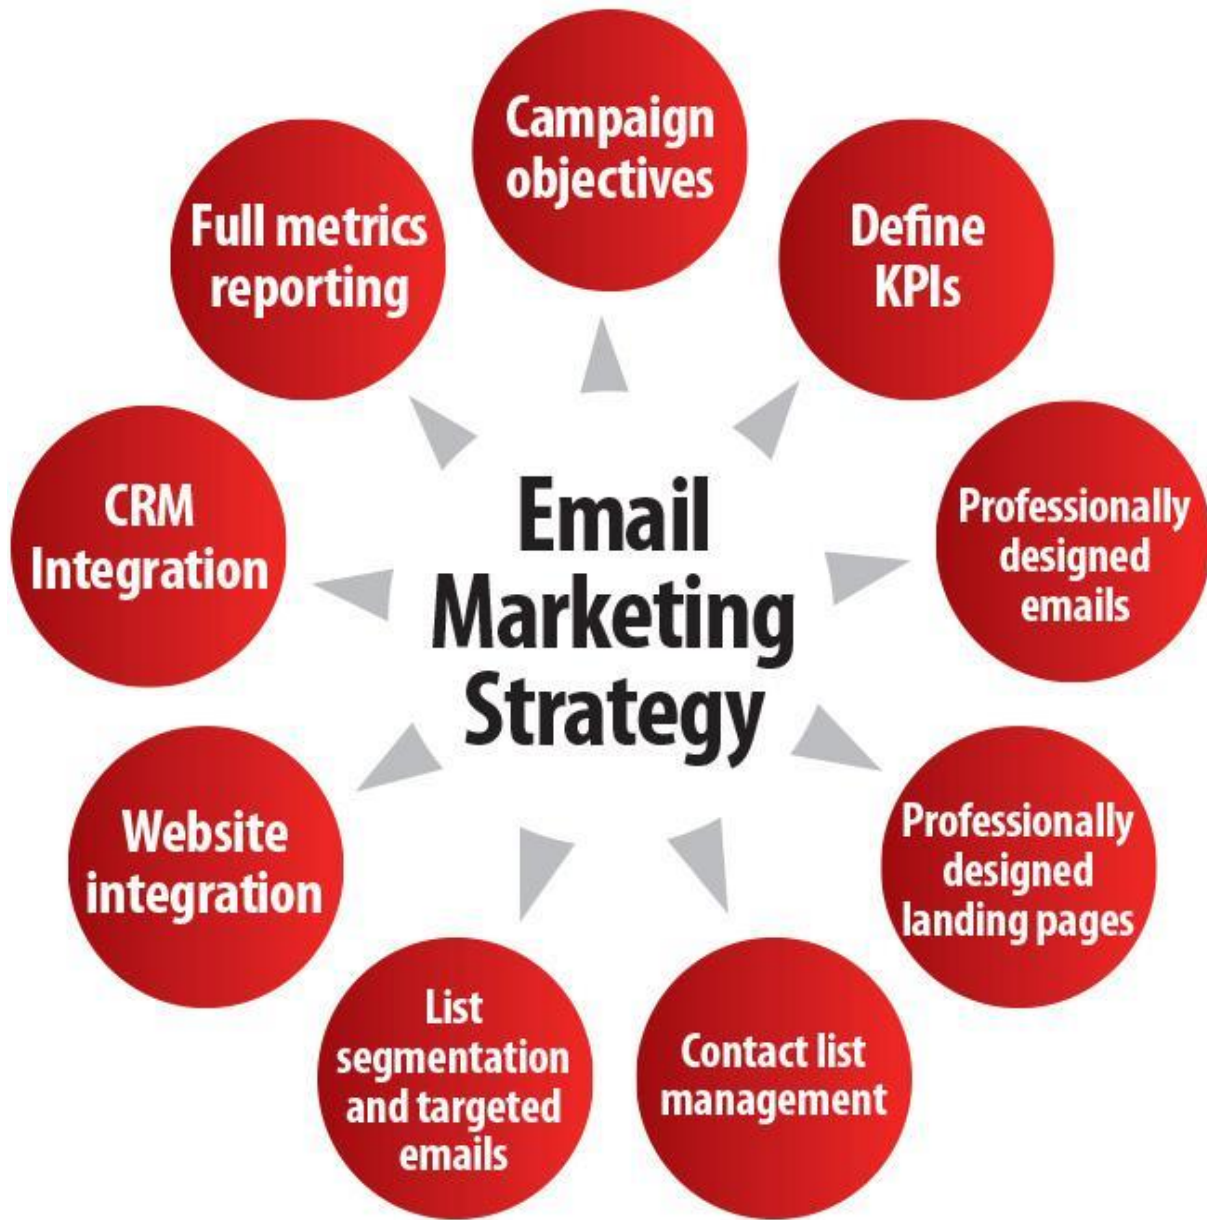 Campaign
objectives
Define
KPIs
Professionally
designed
emails
Professionally
designed
landing pages
Contact list
management
List
segmentation
and targeted
emails
Website
integration
CRM
Integration
Full metrics
reporting
Email
Marketing
Strategy